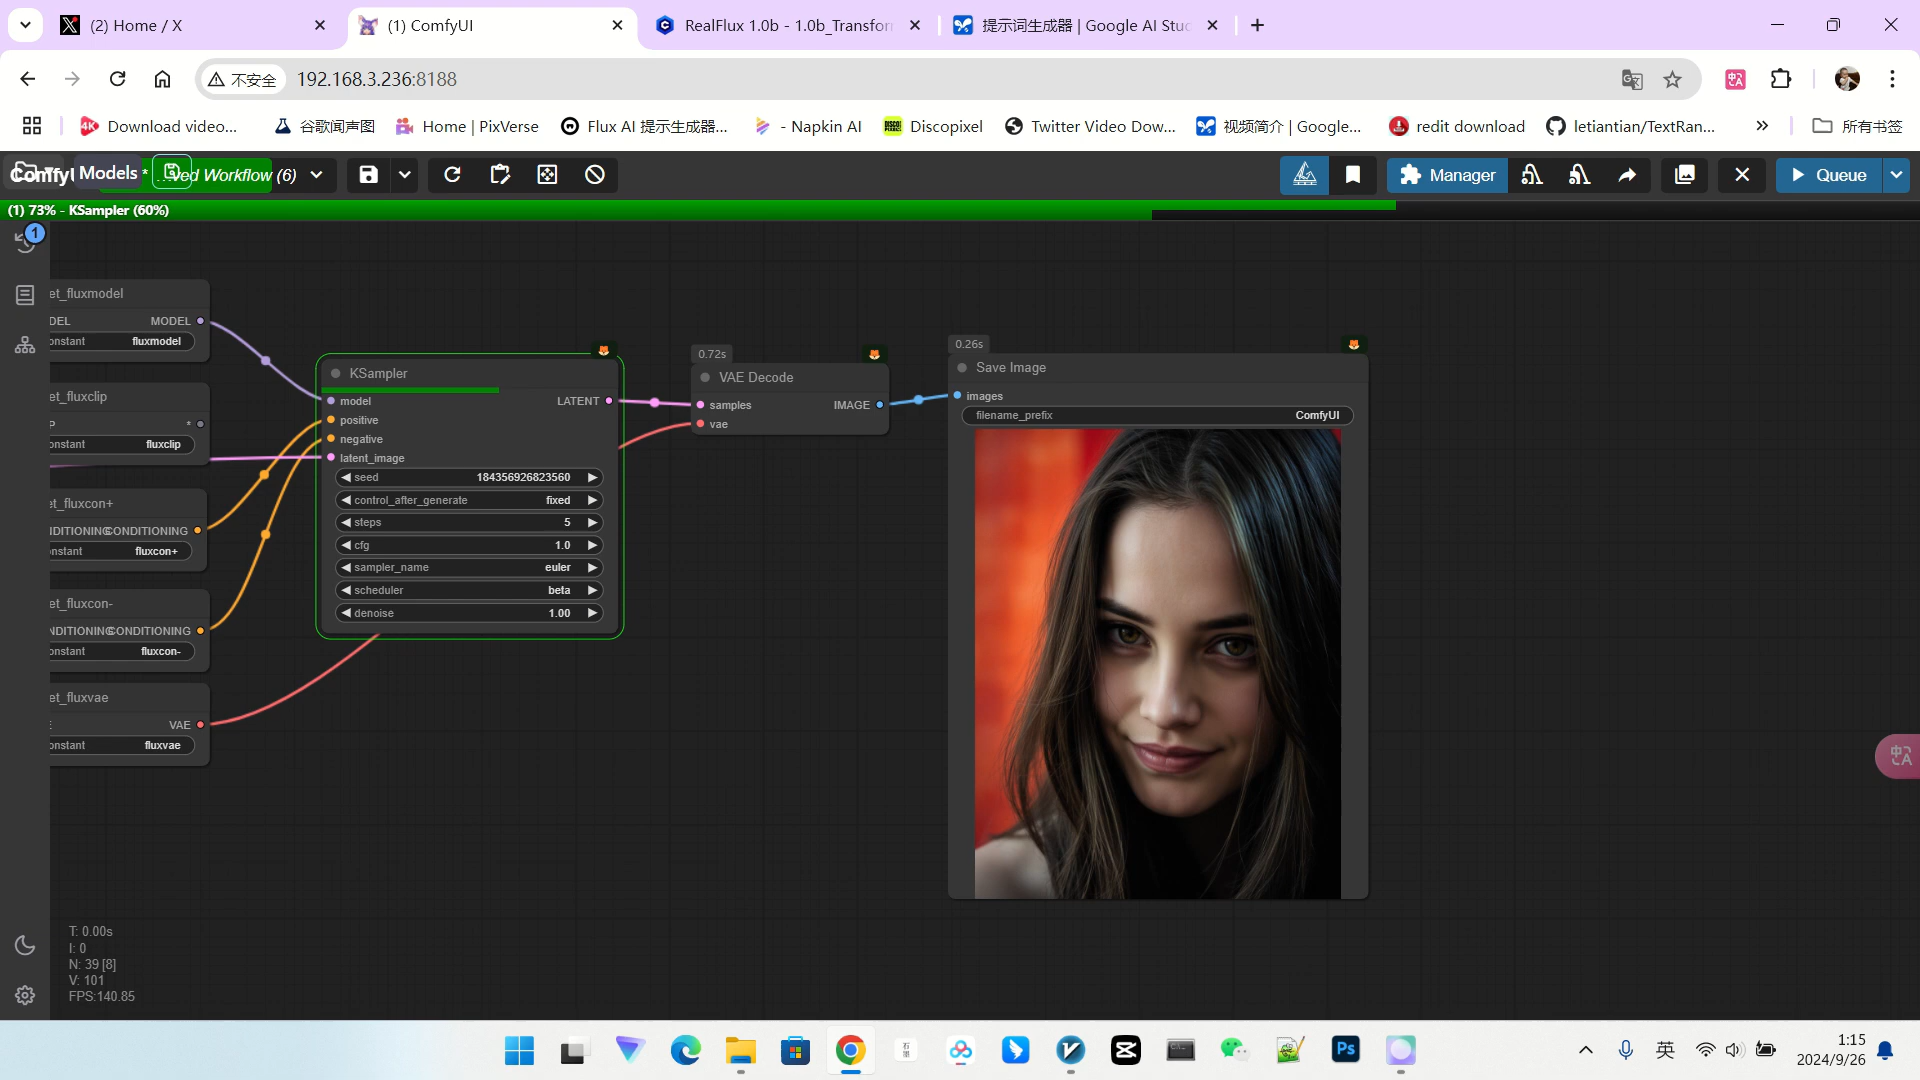 (2) Home / X
(1) ComfyUI
RealFlux 1.0b - 1.0b_Transfor
提示词生成器 | Google AI Stud
不安全
192.168.3.236:8188
Download video...
谷歌闻声图
Home | PixVerse
Flux AI 提示生成器...
- Napkin AI
Discopixel
Twitter Video Dow...
视频简介 | Google...
redit download
letiantian/TextRan...
所有书签
Models
* ...ved Workflow (6)
Manager
Queue
(1) 73% - KSampler (60%)
1
et_fluxmodel
DEL
MODEL
onstant
fluxmodel
et_fluxclip
P
*
onstant
fluxclip
et_fluxcon+
NDITIONING
CONDITIONING
onstant
fluxcon+
et_fluxcon-
NDITIONING
CONDITIONING
onstant
fluxcon-
et_fluxvae
E
VAE
onstant
fluxvae
KSampler
model
LATENT
positive
negative
latent_image
seed
184356926823560
control_after_generate
fixed
steps
5
cfg
1.0
sampler_name
euler
scheduler
beta
denoise
1.00
0.72s
VAE Decode
samples
IMAGE
vae
0.26s
Save Image
images
filename_prefix
ComfyUI
T: 0.00s
I: 0
N: 39 [8]
V: 101
FPS:140.85
英
1:15
2024/9/26